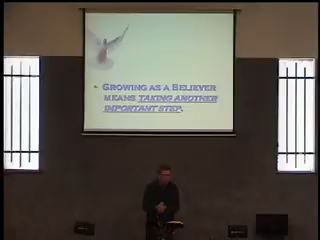 • GROWING AS A BELIEVER
MEANS TAKING ANOTHER
IMPORTANT STEP.